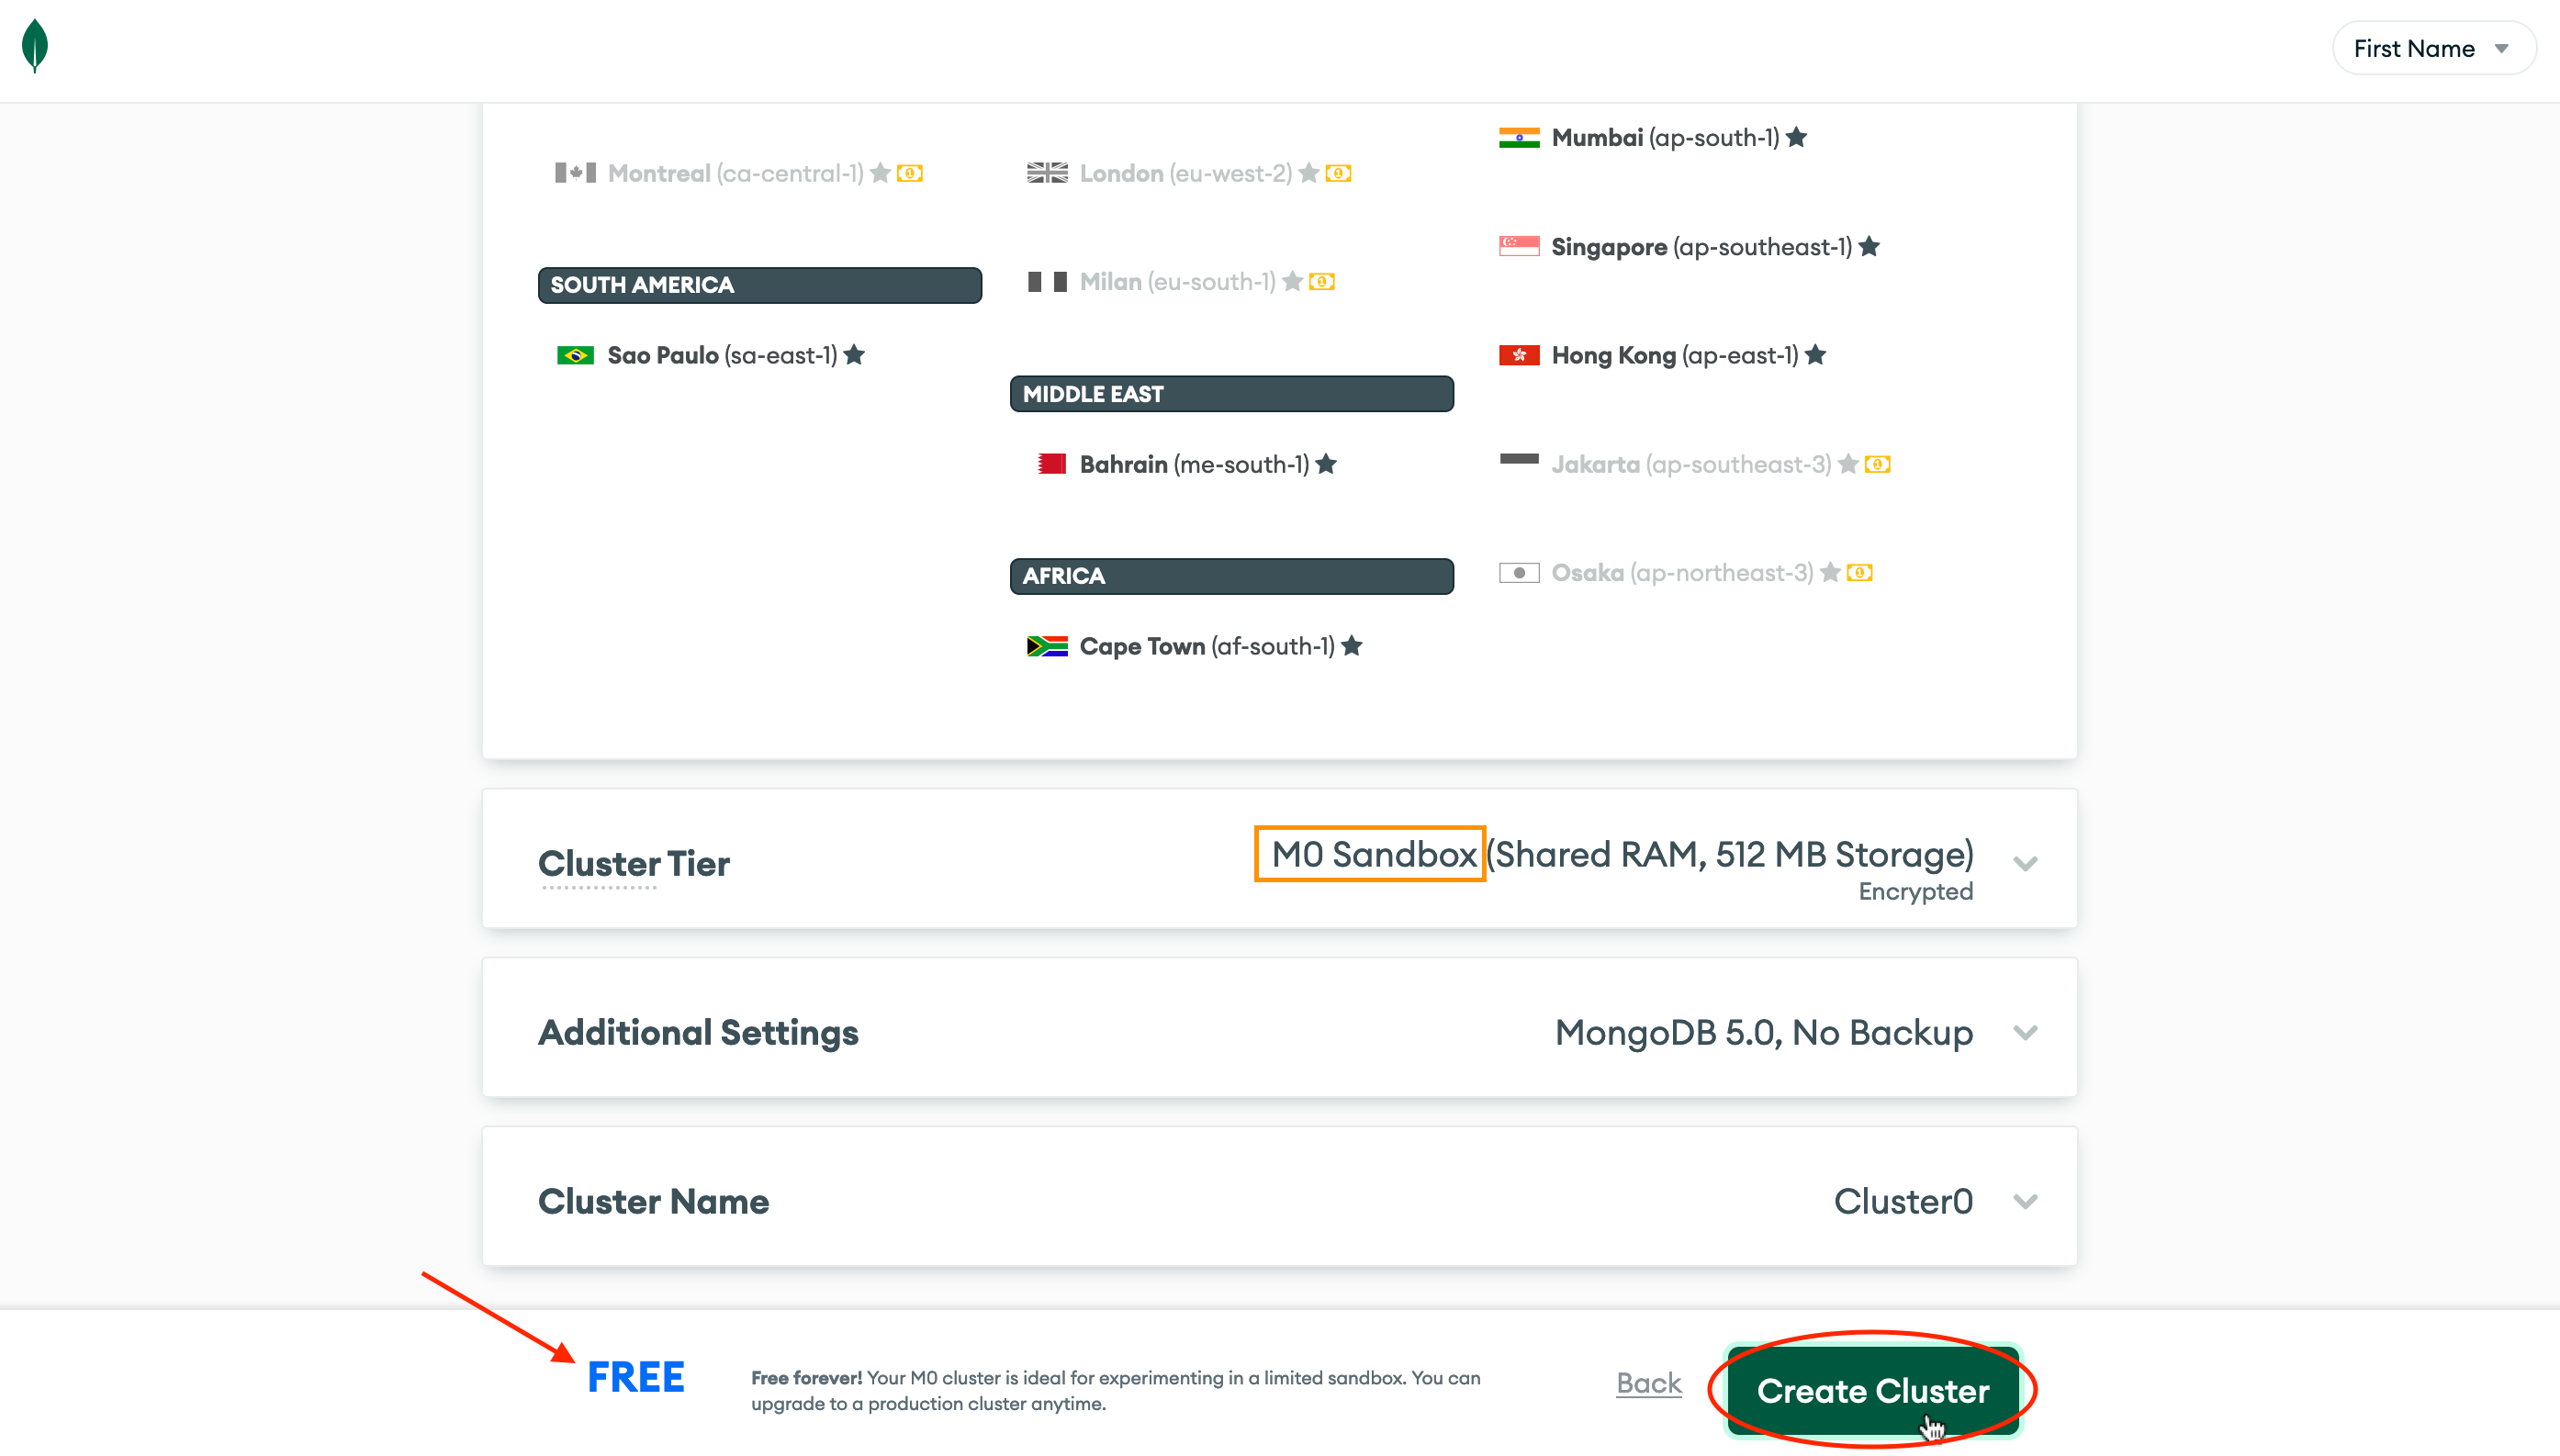 First Name
Montreal (ca-central-1)
SOUTH AMERICA
Sao Paulo (sa-east-1)
London (eu-west-2)
Milan (eu-south-1)
MIDDLE EAST
Bahrain (me-south-1)
AFRICA
Cape Town (af-south-1)
Mumbai (ap-south-1)
Singapore (ap-southeast-1)
Hong Kong (ap-east-1)
Jakarta (ap-southeast-3)
Osaka (ap-northeast-3)
Cluster Tier
M0 Sandbox (Shared RAM, 512 MB Storage)
Encrypted
Additional Settings
MongoDB 5.0, No Backup
Cluster Name
Cluster0
FREE
Free forever! Your M0 cluster is ideal for experimenting in a limited sandbox. You can
upgrade to a production cluster anytime.
Back
Create Cluster